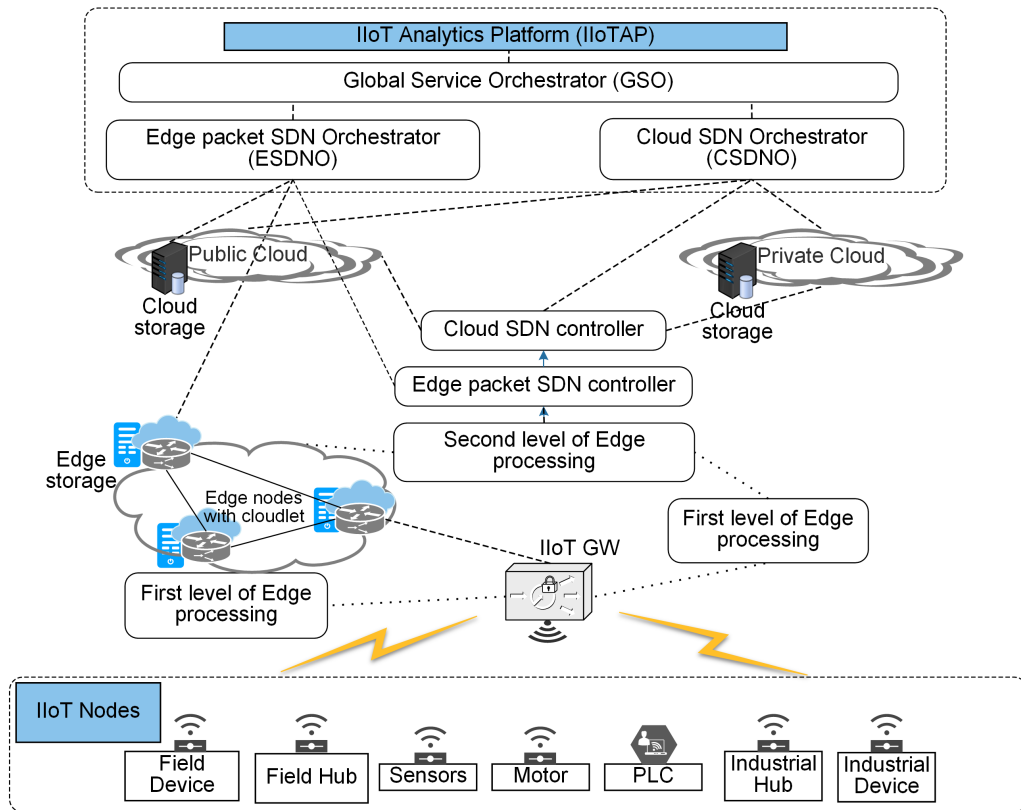 IIoT Analytics Platform (IIoTAP)
Global Service Orchestrator (GSO)
Edge packet SDN Orchestrator
(ESDNO)
Cloud SDN Orchestrator
(CSDNO)
Public Cloud
Cloud
storage
Private Cloud
Cloud
storage
Cloud SDN controller
Edge packet SDN controller
Second level of Edge
processing
Edge
storage
Edge nodes
with cloudlet
First level of Edge
processing
IIoT GW
First level of Edge
processing
IIoT Nodes
Field
Device
Field Hub
Sensors
Motor
PLC
Industrial
Hub
Industrial
Device